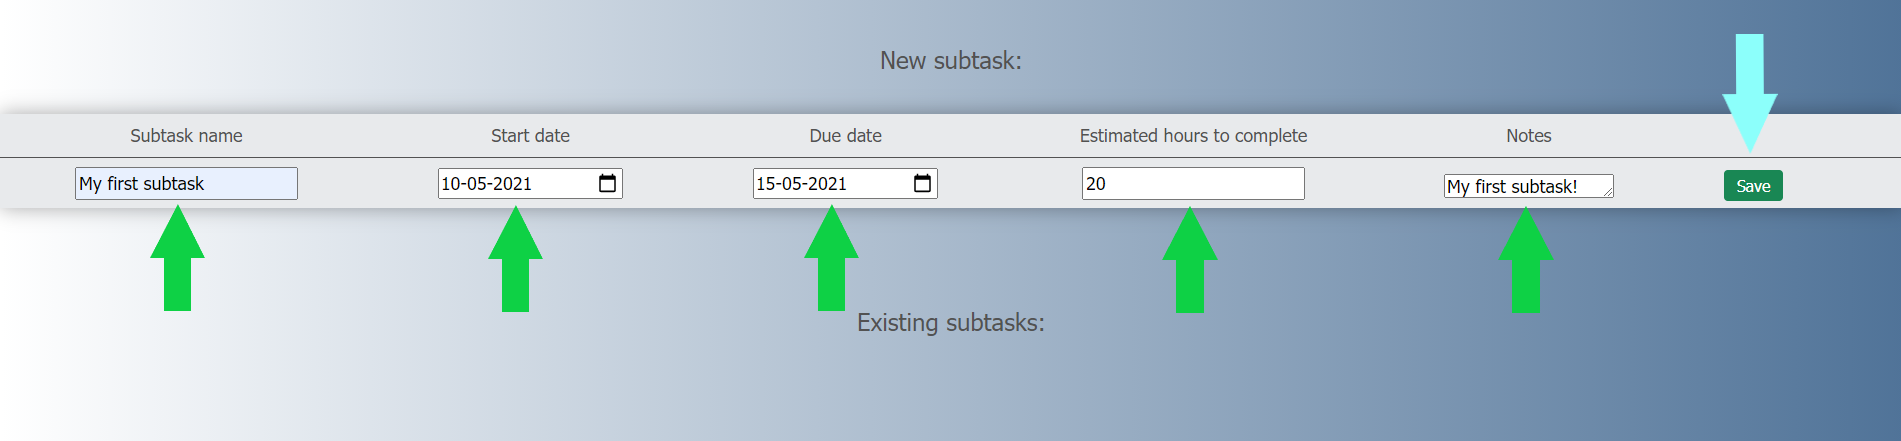 New subtask:
Subtask name Start date Due date Estimated hours to complete Notes
My first subtask 10-05-2021 15-05-2021 20 My first subtask! Save
Existing subtasks: